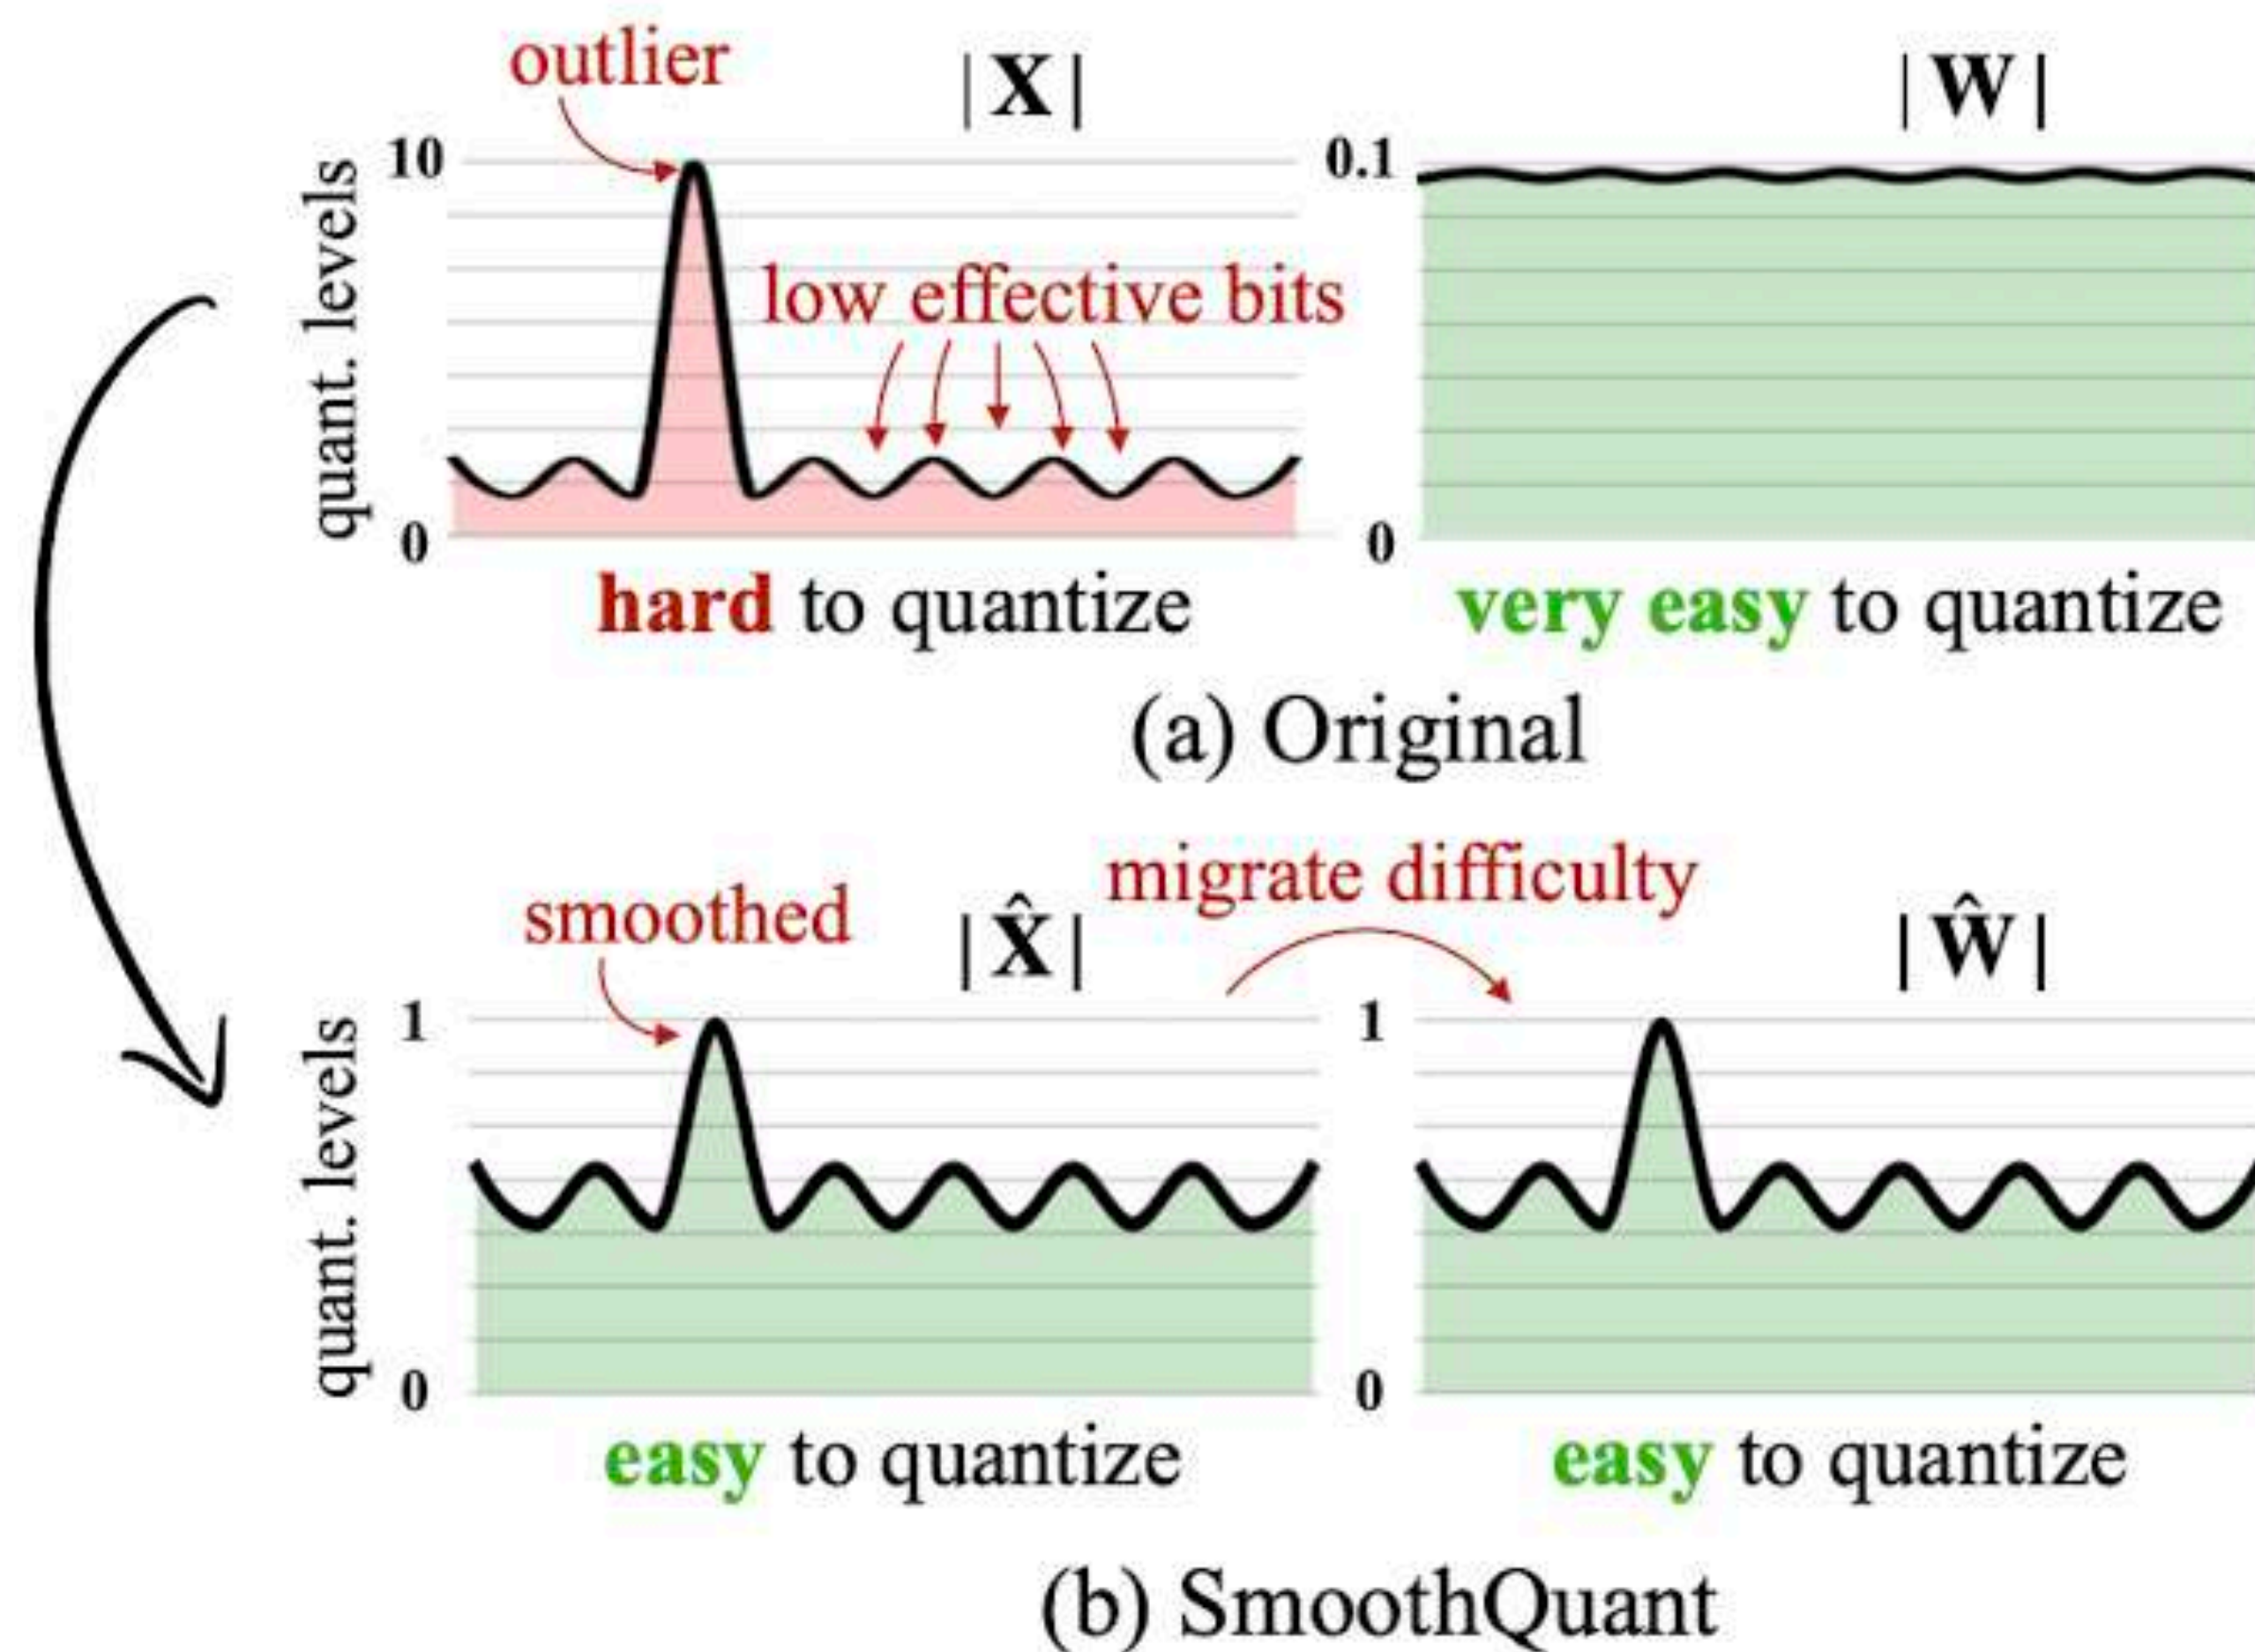 outlier
|X|
|W|
quant. levels
10
0.1
low effective bits
0
0
hard to quantize
very easy to quantize
(a) Original
migrate difficulty
smoothed
|X̂|
|Ŵ|
quant. levels
1
1
0
0
easy to quantize
easy to quantize
(b) SmoothQuant